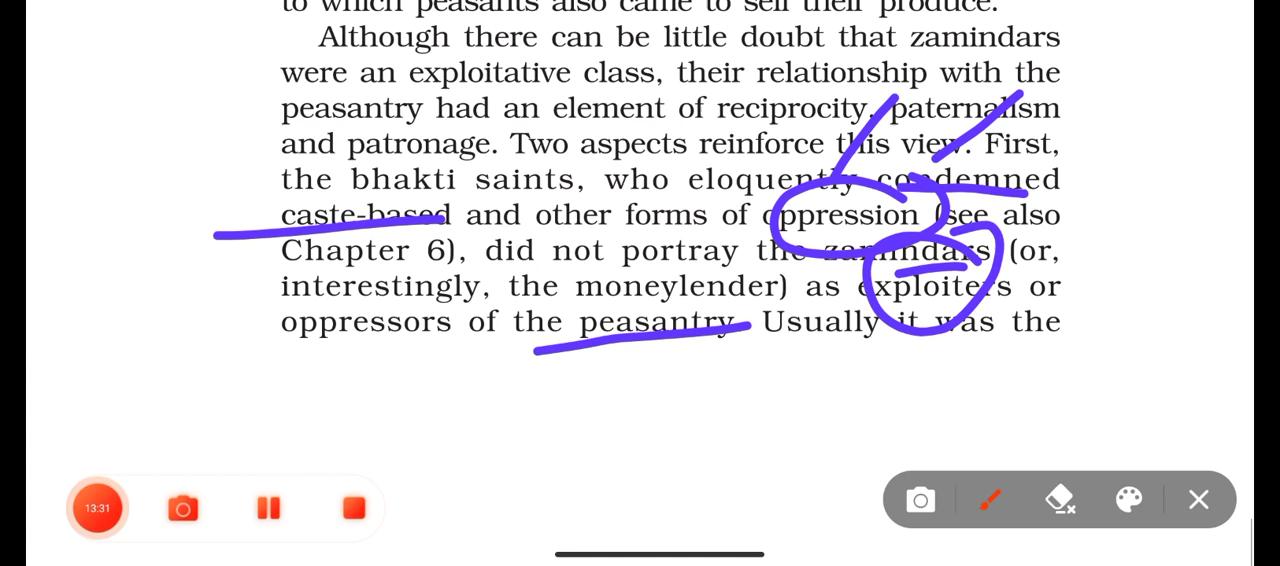 to which peasants also came to sell their produce.
Although there can be little doubt that zamindars
were an exploitative class, their relationship with the
peasantry had an element of reciprocity, paternalism
and patronage. Two aspects reinforce this view. First,
the bhakti saints, who eloquently condemned
caste-based and other forms of oppression (see also
Chapter 6), did not portray the zamindars (or,
interestingly, the moneylender) as exploiters or
oppressors of the peasantry. Usually it was the
13:31